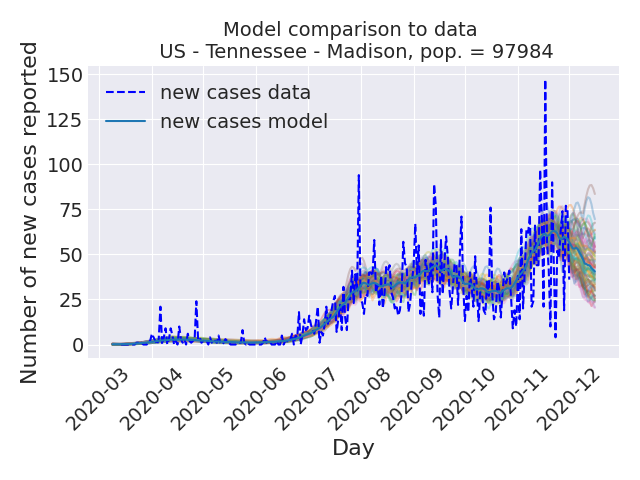 Model comparison to data
US - Tennessee - Madison, pop. = 97984
new cases data
new cases model
Number of new cases reported
150
125
100
75
50
25
0
2020-03
2020-04
2020-05
2020-06
2020-07
2020-08
2020-09
2020-10
2020-11
2020-12
Day